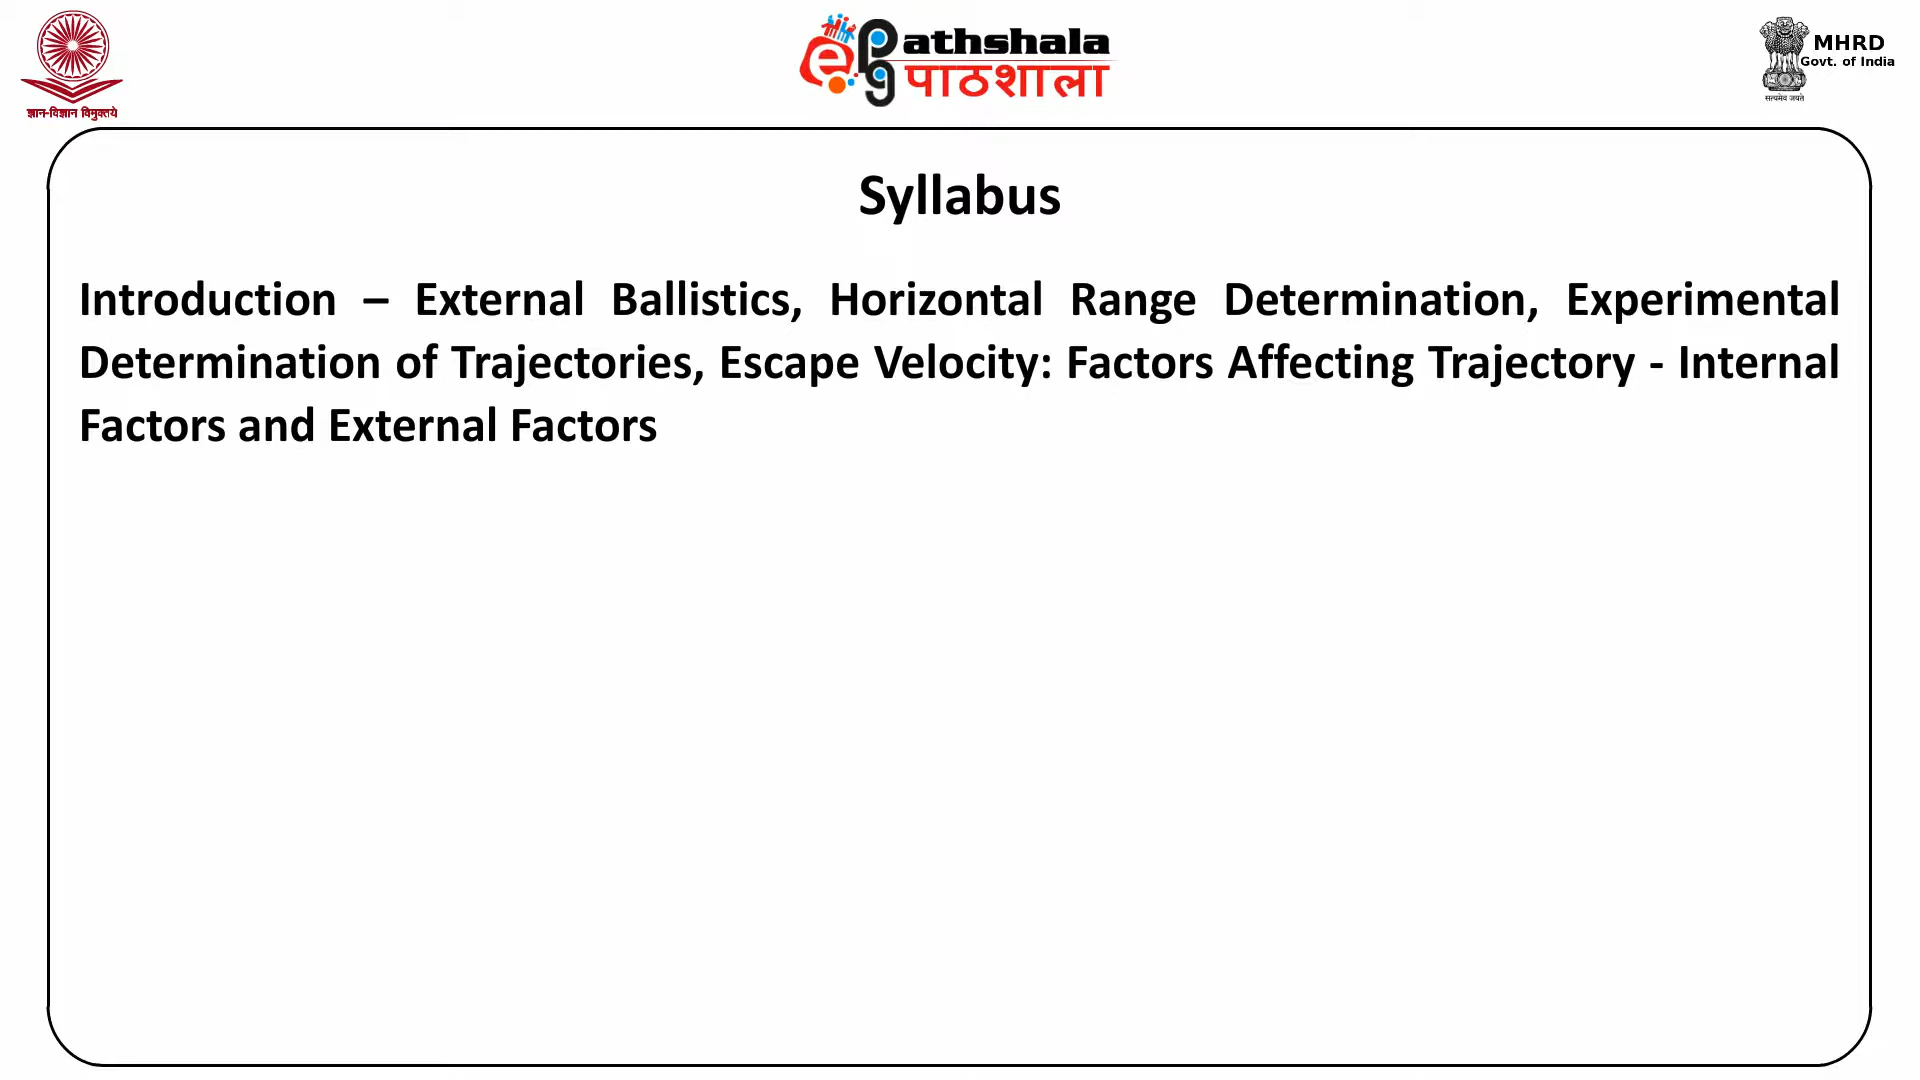 ज्ञान-विज्ञान विमुक्तये
e pg Pathshala
पाठशाला
MHRD
Govt. of India
सत्यमेव जयते
Syllabus
Introduction – External Ballistics, Horizontal Range Determination, Experimental
Determination of Trajectories, Escape Velocity: Factors Affecting Trajectory - Internal
Factors and External Factors